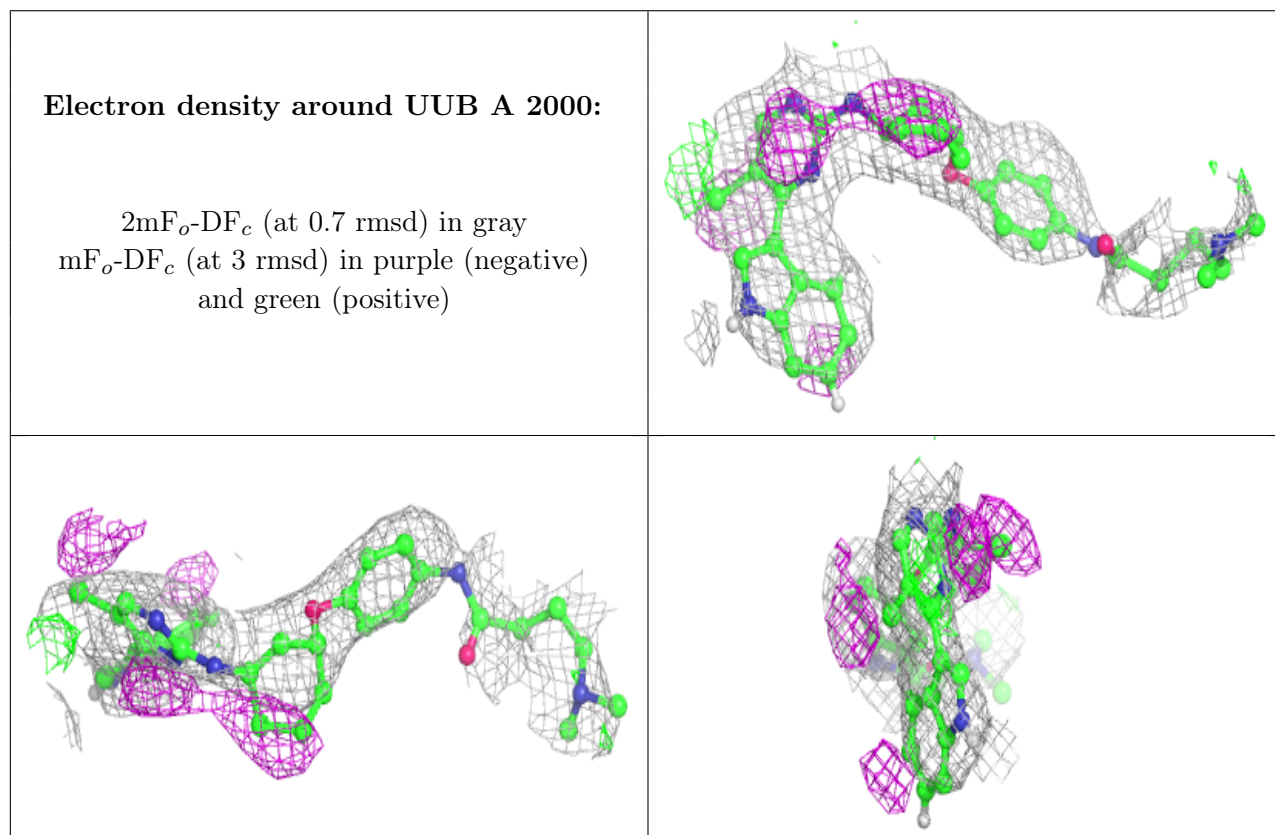 Electron density around UUB A 2000:
2mFₒ-DF𝒸 (at 0.7 rmsd) in gray
mFₒ-DF𝒸 (at 3 rmsd) in purple (negative)
and green (positive)